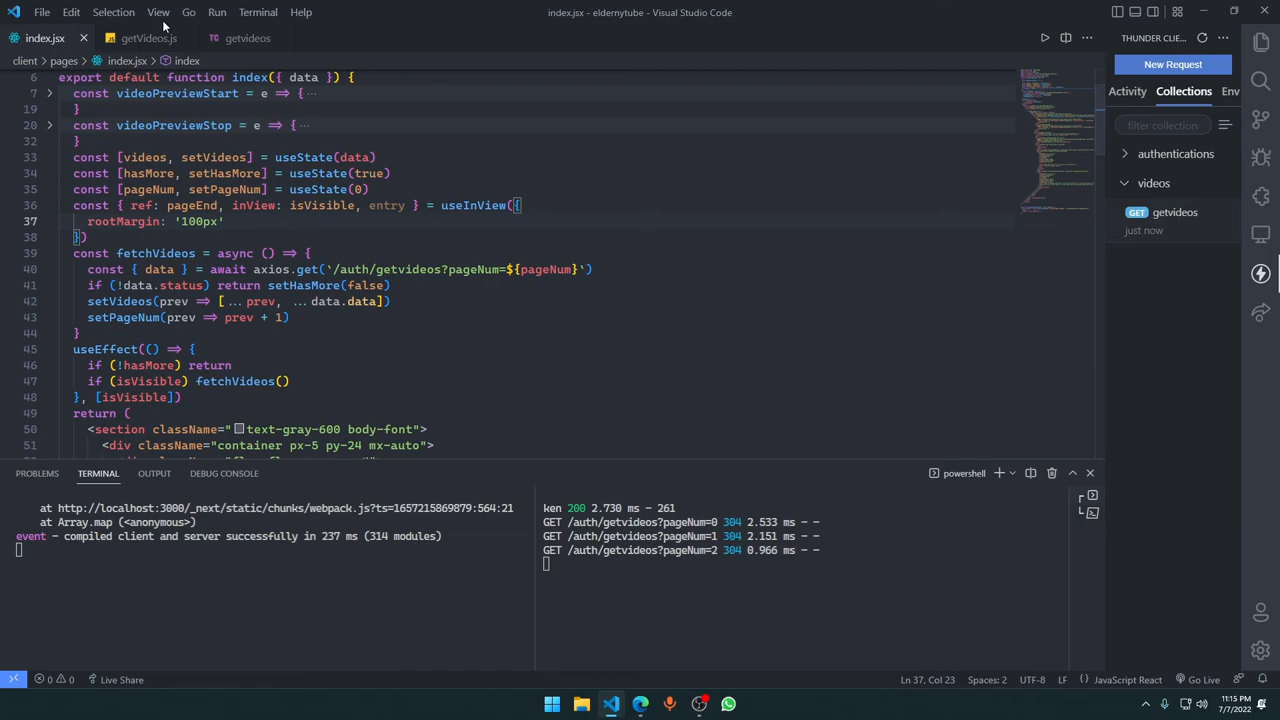 File Edit Selection View Go Run Terminal Help index.jsx - eldernytube - Visual Studio Code
index.jsx getVideos.js TC getvideos THUNDER CLIE...
client pages index.jsx index
New Request
Activity Collections Env
filter collection
authentication
videos
GET getvideos
just now
6 export default function index({ data }) {
7 const videoPreviewStart = e => { ...
19 }
20 const videoPreviewStop = e => { ...
32 }
33 const [videos, setVideos] = useState(data)
34 const [hasMore, setHasMore] = useState(true)
35 const [pageNum, setPageNum] = useState(0)
36 const { ref: pageEnd, inView: isVisible, entry } = useInView({
37 rootMargin: '100px'
38 })
39 const fetchVideos = async () => {
40 const { data } = await axios.get(`/auth/getvideos?pageNum=${pageNum}`)
41 if (!data.status) return setHasMore(false)
42 setVideos(prev => [...prev, ...data.data])
43 setPageNum(prev => prev + 1)
44 }
45 useEffect(() => {
46 if (!hasMore) return
47 if (isVisible) fetchVideos()
48 }, [isVisible])
49 return (
50 <section className="text-gray-600 body-font">
51 <div className="container px-5 py-24 mx-auto">
PROBLEMS TERMINAL OUTPUT DEBUG CONSOLE powershell
at http://localhost:3000/_next/static/chunks/webpack.js?ts=1657215869879:564:21
at Array.map (<anonymous>)
event - compiled client and server successfully in 237 ms (314 modules)
ken 200 2.730 ms - 261
GET /auth/getvideos?pageNum=0 304 2.533 ms - -
GET /auth/getvideos?pageNum=1 304 2.151 ms - -
GET /auth/getvideos?pageNum=2 304 0.966 ms - -
0 0 Live Share Ln 37, Col 23 Spaces: 2 UTF-8 LF JavaScript React Go Live
11:15 PM
7/7/2022